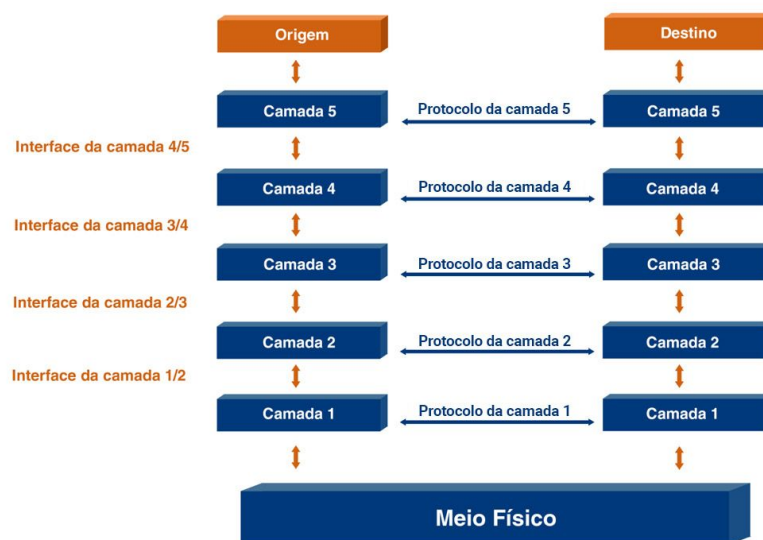 Origem
Destino
Camada 5
Protocolo da camada 5
Camada 5
Interface da camada 4/5
Camada 4
Protocolo da camada 4
Camada 4
Interface da camada 3/4
Camada 3
Protocolo da camada 3
Camada 3
Interface da camada 2/3
Camada 2
Protocolo da camada 2
Camada 2
Interface da camada 1/2
Camada 1
Protocolo da camada 1
Camada 1
Meio Físico